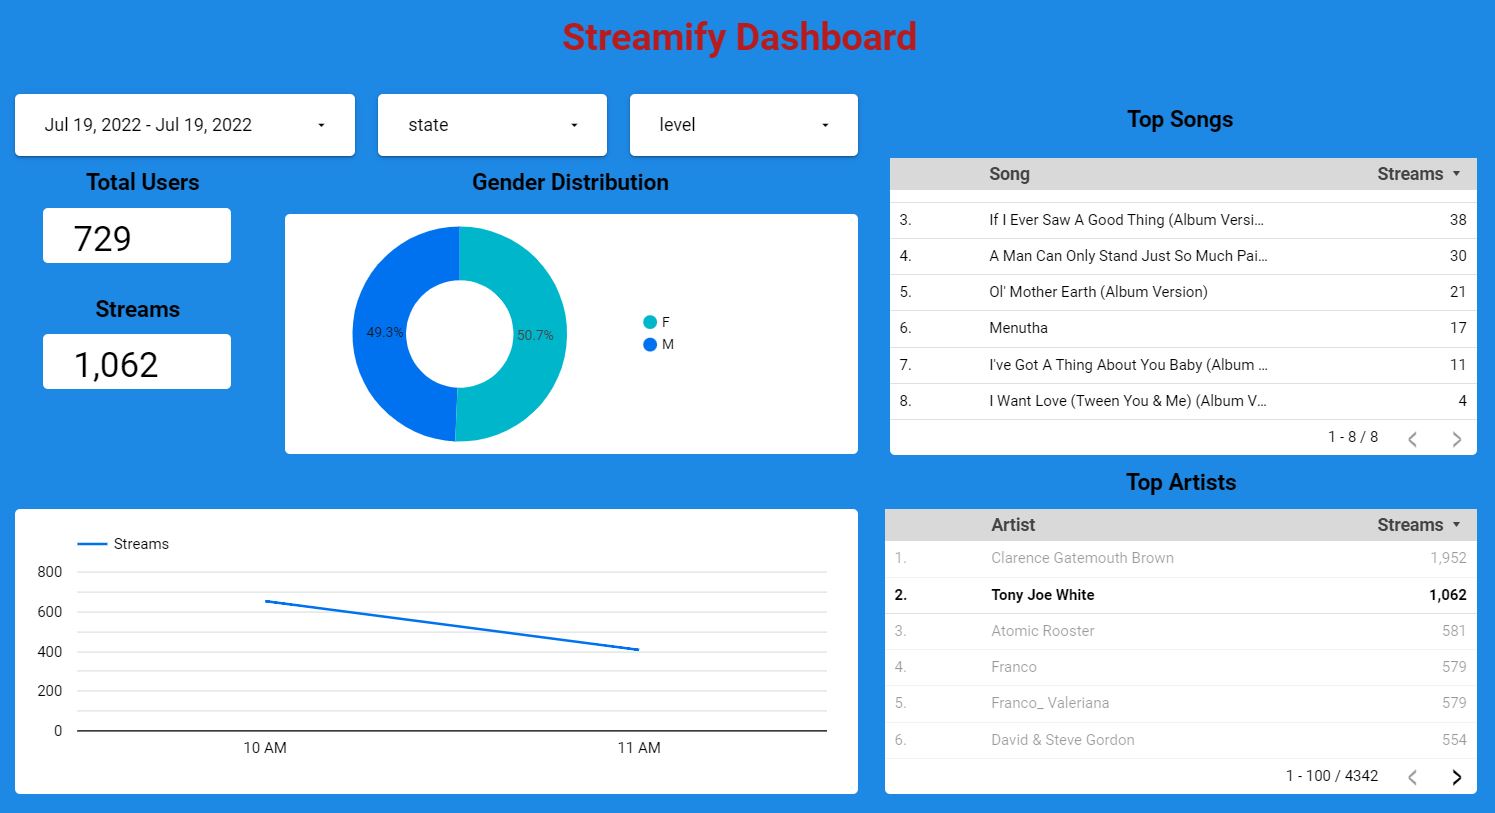 Streamify Dashboard
Jul 19, 2022 - Jul 19, 2022
state
level
Total Users
729
Streams
1,062
Gender Distribution
49.3%
50.7%
F
M
Top Songs
Song Streams
3. If I Ever Saw A Good Thing (Album Versi... 38
4. A Man Can Only Stand Just So Much Pai... 30
5. Ol' Mother Earth (Album Version) 21
6. Menutha 17
7. I've Got A Thing About You Baby (Album ... 11
8. I Want Love (Tween You & Me) (Album V... 4
1 - 8 / 8
Streams
800
600
400
200
0
10 AM 11 AM
Top Artists
Artist Streams
1. Clarence Gatemouth Brown 1,952
2. Tony Joe White 1,062
3. Atomic Rooster 581
4. Franco 579
5. Franco_ Valeriana 579
6. David & Steve Gordon 554
1 - 100 / 4342